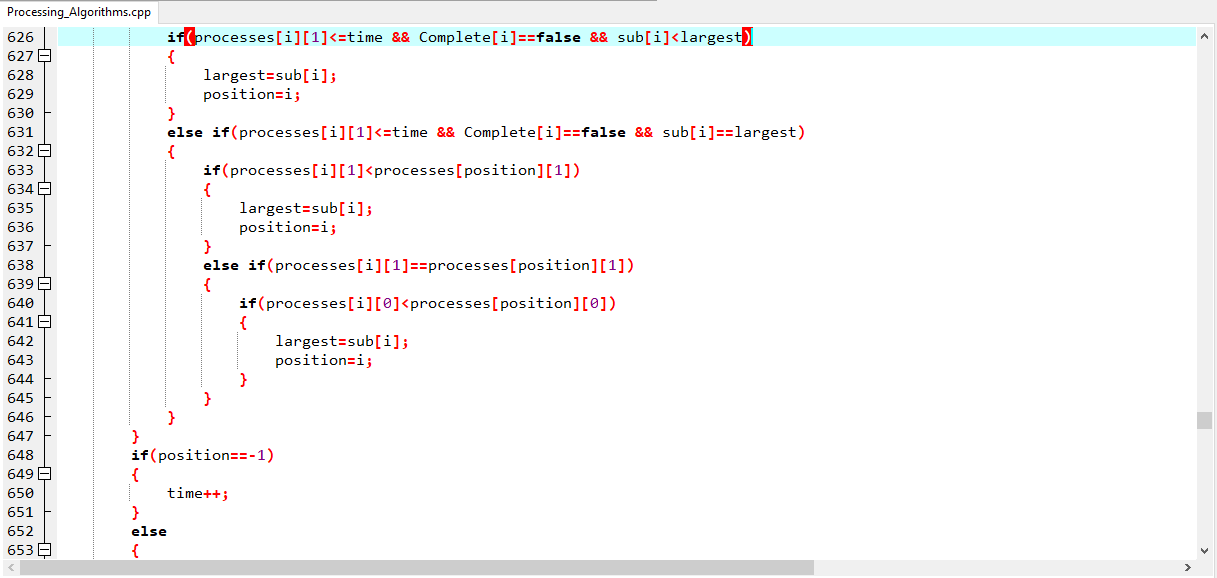 Processing_Algorithms.cpp
626 if(processes[i][1]<=time && Complete[i]==false && sub[i]<largest)
627 {
628 largest=sub[i];
629 position=i;
630 }
631 else if(processes[i][1]<=time && Complete[i]==false && sub[i]==largest)
632 {
633 if(processes[i][1]<processes[position][1])
634 {
635 largest=sub[i];
636 position=i;
637 }
638 else if(processes[i][1]==processes[position][1])
639 {
640 if(processes[i][0]<processes[position][0])
641 {
642 largest=sub[i];
643 position=i;
644 }
645 }
646 }
647 }
648 if(position==-1)
649 {
650 time++;
651 }
652 else
653 {